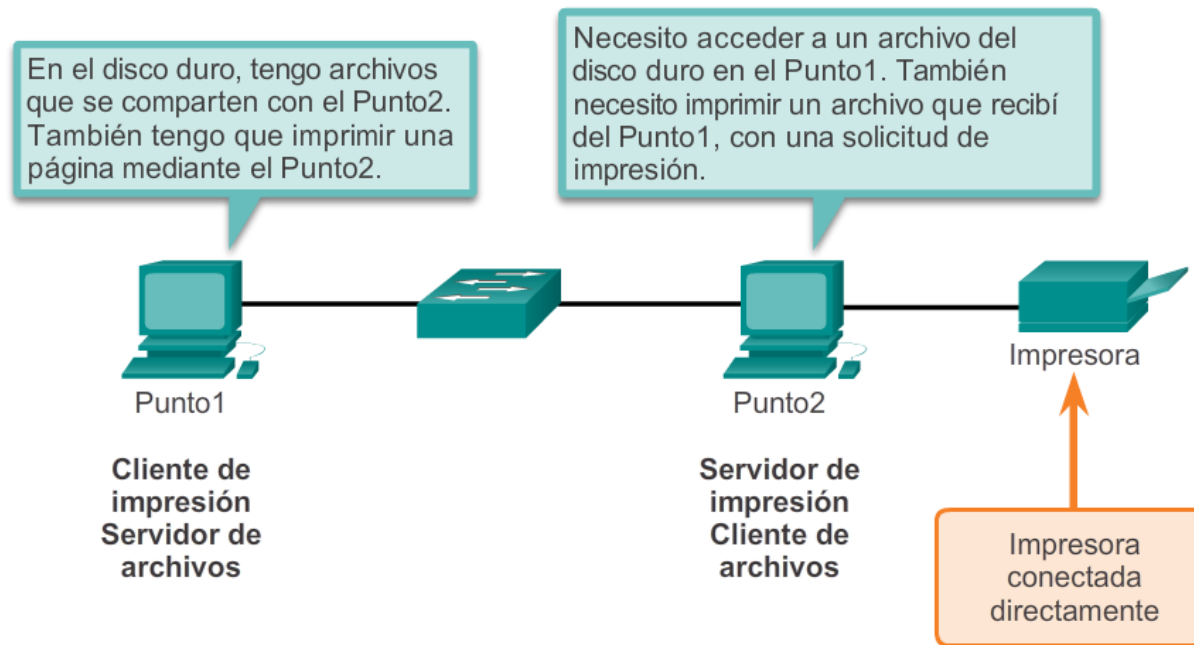 En el disco duro, tengo archivos
que se comparten con el Punto2.
También tengo que imprimir una
página mediante el Punto2.
Necesito acceder a un archivo del
disco duro en el Punto1. También
necesito imprimir un archivo que recibí
del Punto1, con una solicitud de
impresión.
Punto1
Punto2
Impresora
Cliente de
impresión
Servidor de
archivos
Servidor de
impresión
Cliente de
archivos
Impresora
conectada
directamente